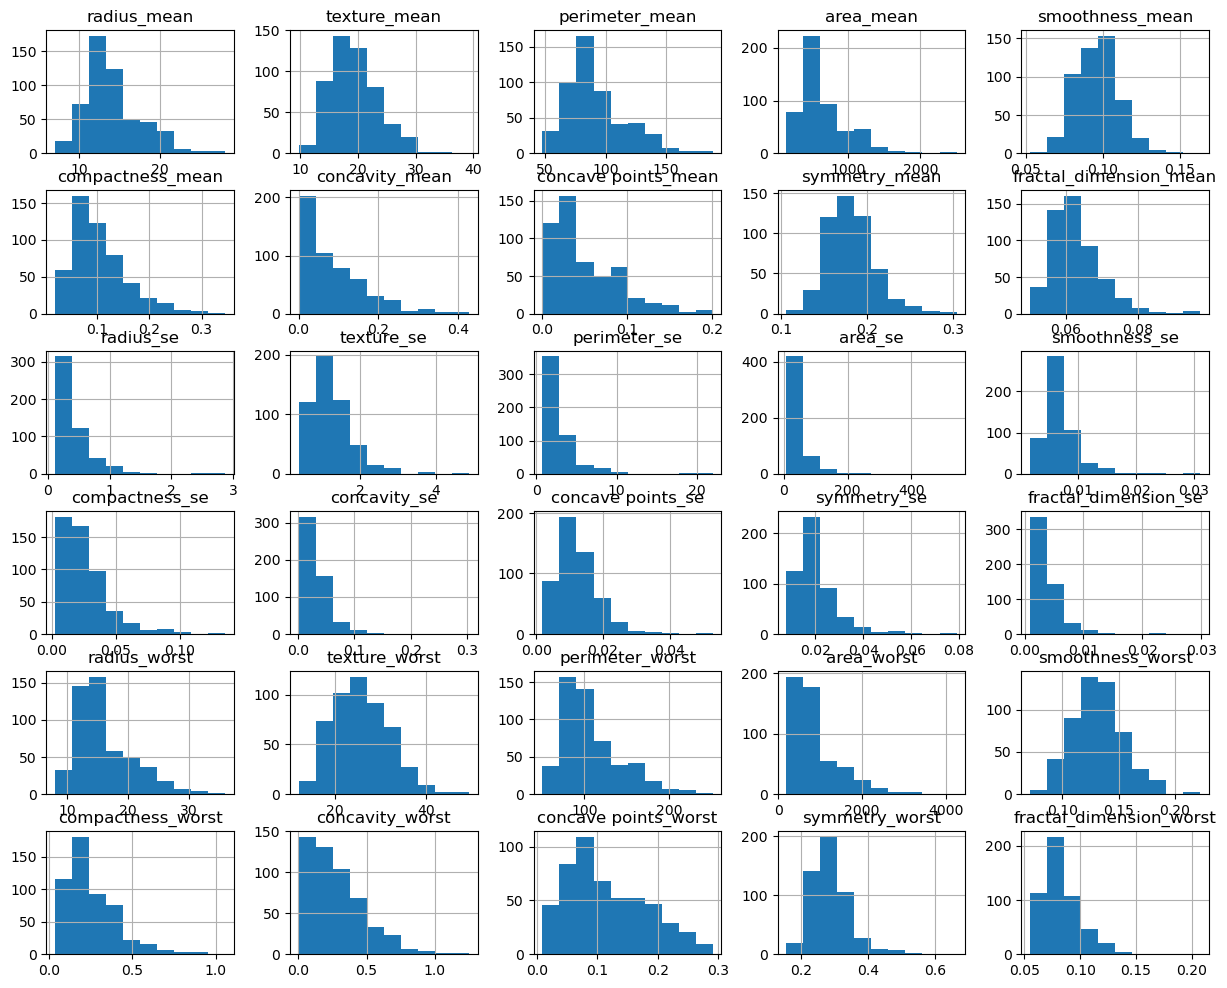 radius_mean texture_mean perimeter_mean area_mean smoothness_mean
150 100 50 0 10 20
150 100 50 0 10 20 30 40
150 100 50 0 50 100 150
200 100 0 1000 2000
150 100 50 0 0.05 0.10 0.15
compactness_mean concavity_mean concave points_mean symmetry_mean fractal_dimension_mean
150 100 50 0 0.1 0.2 0.3
200 150 100 50 0 0.0 0.2 0.4
150 100 50 0 0.0 0.1 0.2
150 100 50 0 0.1 0.2 0.3
150 100 50 0 0.06 0.08
radius_se texture_se perimeter_se area_se smoothness_se
300 200 100 0 0 1 2 3
200 100 0 2 4
300 200 100 0 0 10 20
400 200 0 0 200 400
300 200 100 0 0.01 0.02 0.03
compactness_se concavity_se concave points_se symmetry_se fractal_dimension_se
150 100 50 0 0.00 0.05 0.10
300 200 100 0 0.0 0.1 0.2 0.3
200 100 0 0.00 0.02 0.04
200 100 0 0.02 0.04 0.06 0.08
300 200 100 0 0.00 0.01 0.02 0.03
radius_worst texture_worst perimeter_worst area_worst smoothness_worst
150 100 50 0 10 20 30
100 50 0 20 40
150 100 50 0 100 200
200 100 0 0 2000 4000
100 50 0 0.10 0.15 0.20
compactness_worst concavity_worst concave points_worst symmetry_worst fractal_dimension_worst
150 100 50 0 0.0 0.5 1.0
150 100 50 0 0.0 0.5 1.0
100 50 0 0.0 0.1 0.2 0.3
200 100 0 0.2 0.4 0.6
200 100 0 0.05 0.10 0.15 0.20